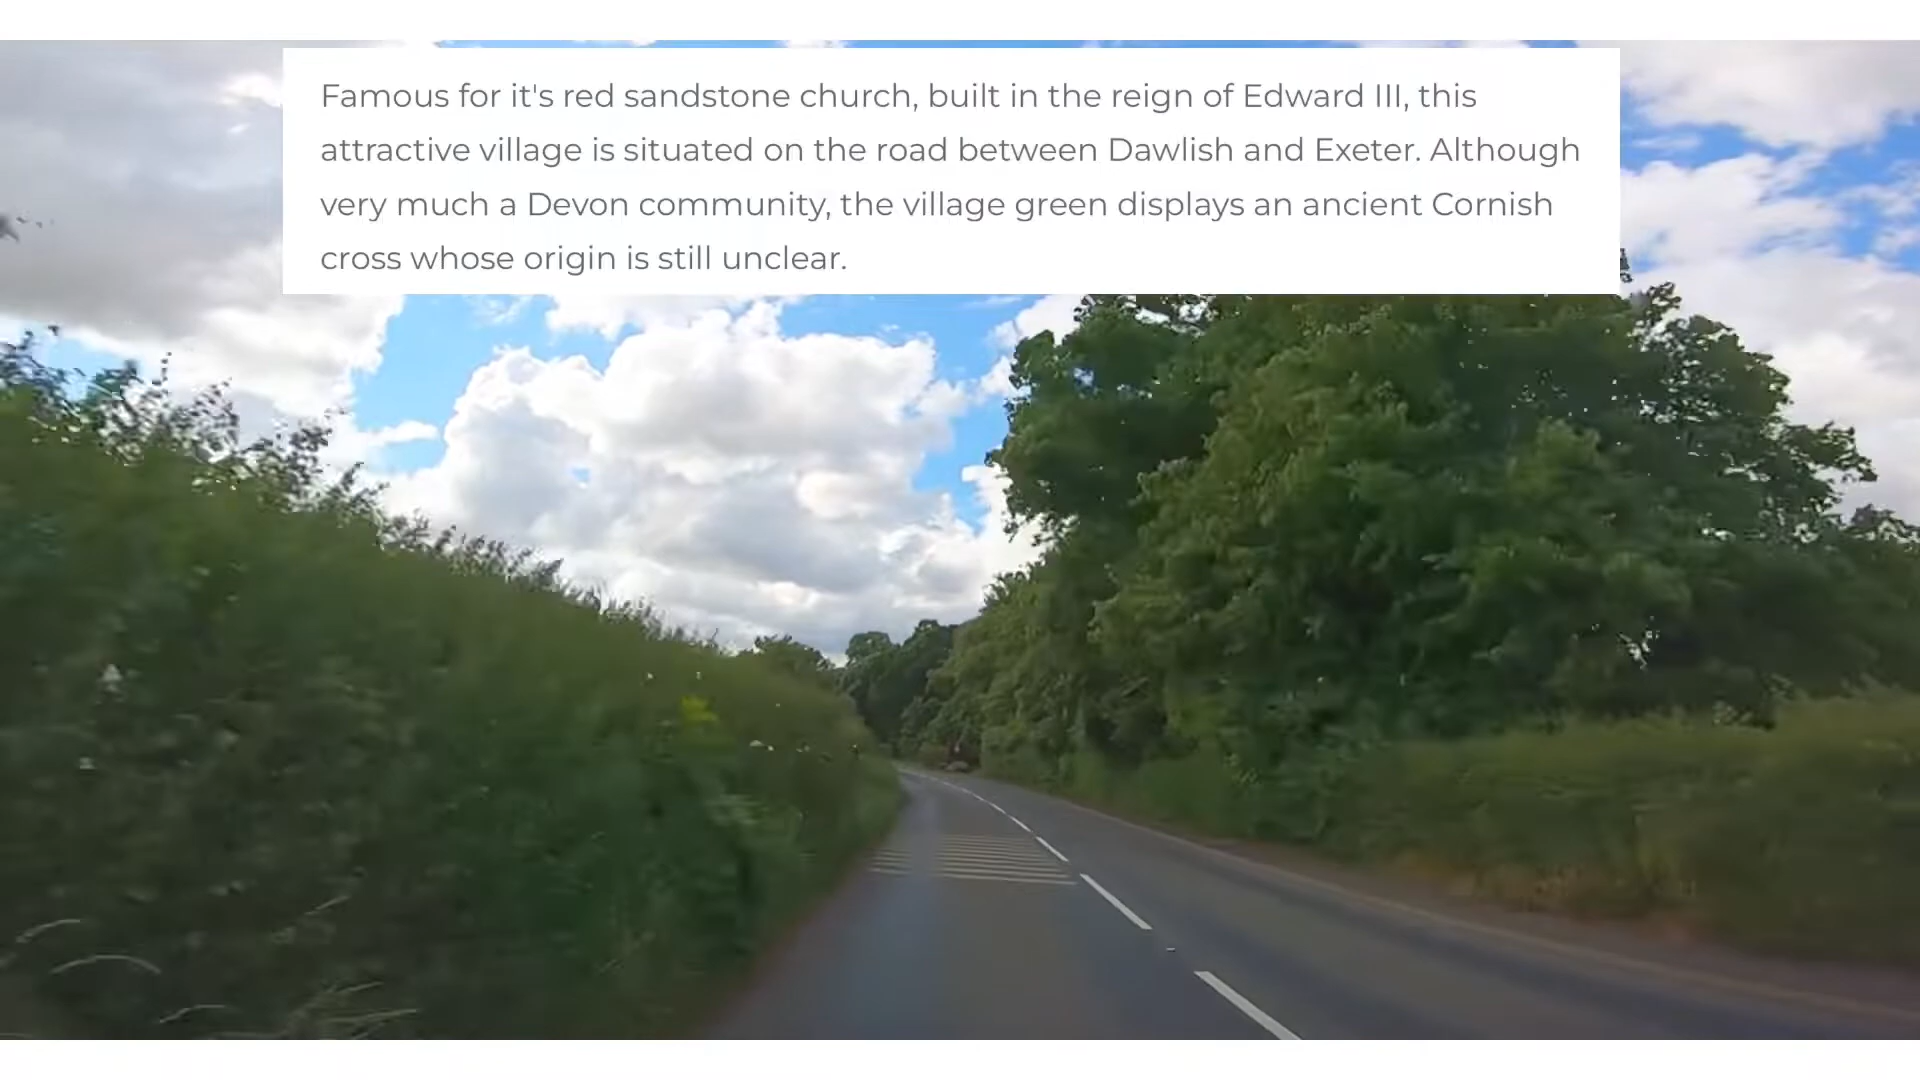 Famous for it's red sandstone church, built in the reign of Edward III, this
attractive village is situated on the road between Dawlish and Exeter. Although
very much a Devon community, the village green displays an ancient Cornish
cross whose origin is still unclear.